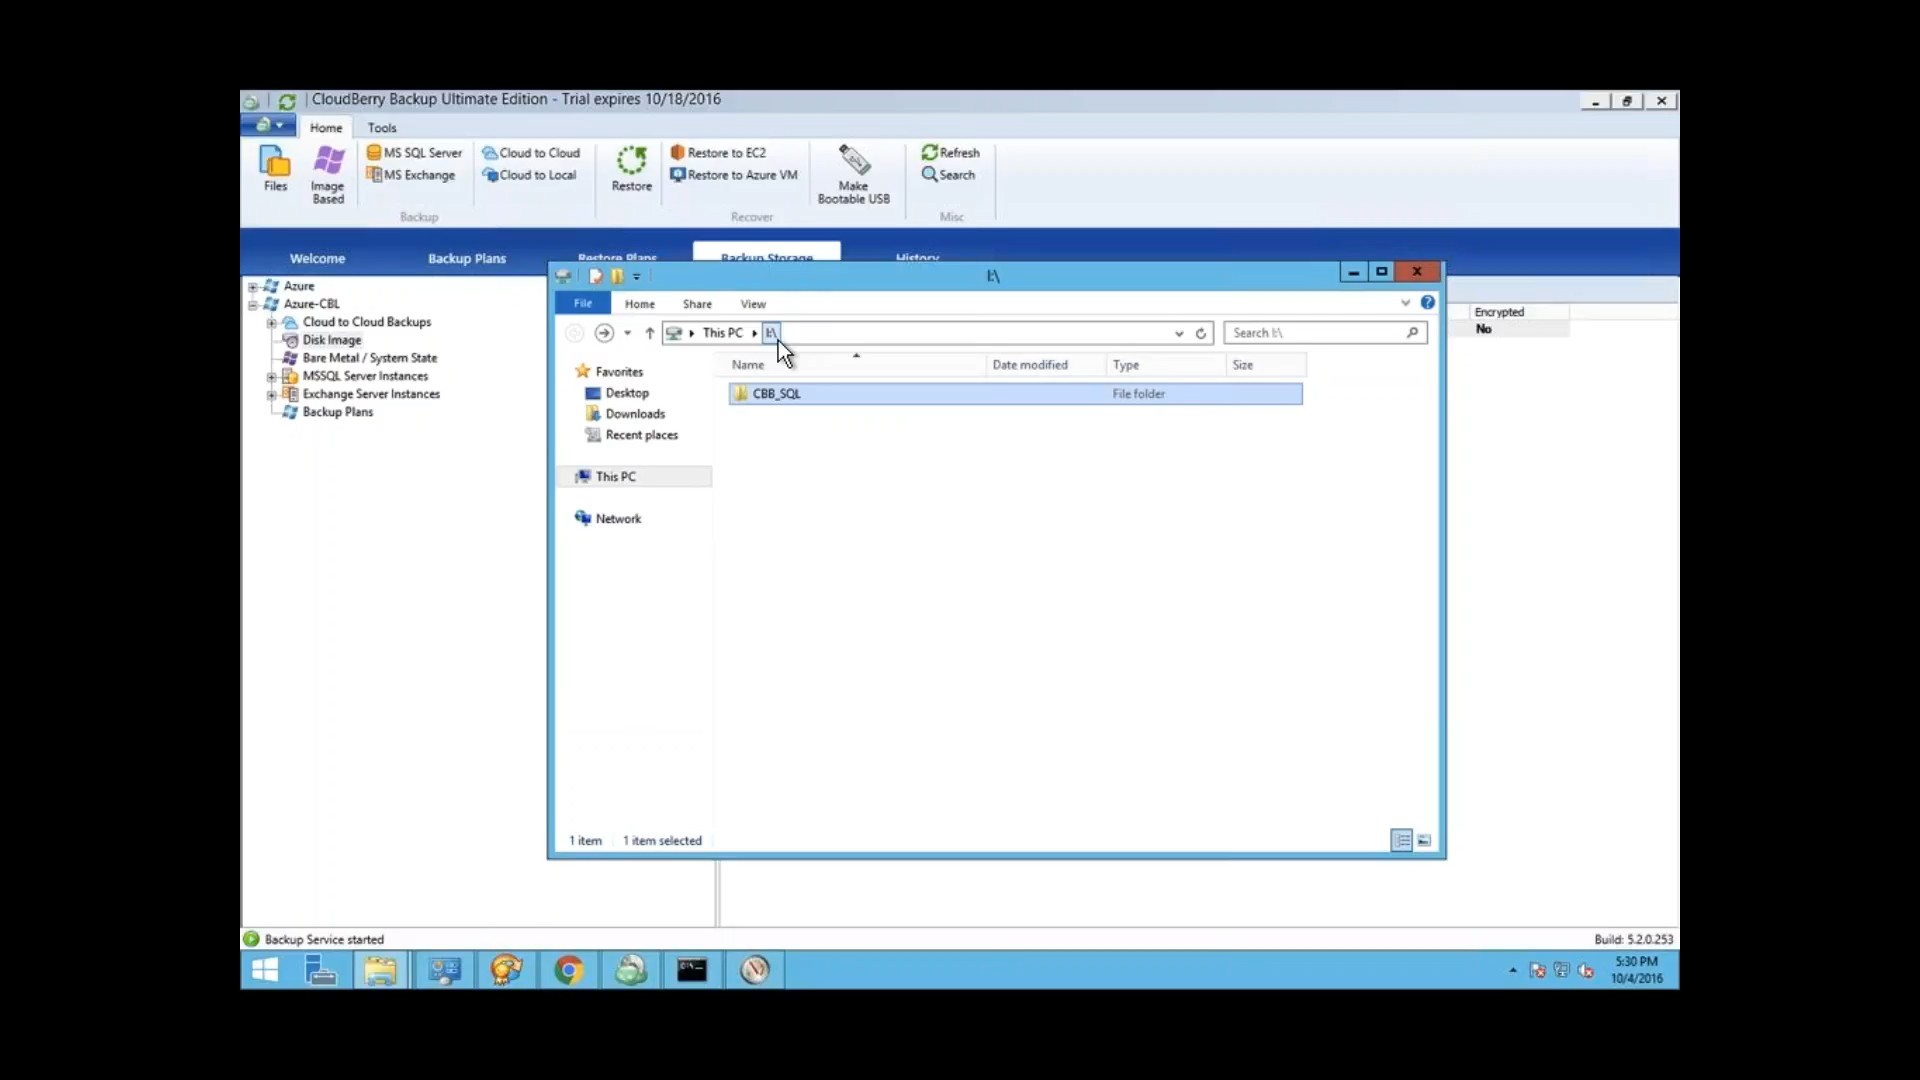 CloudBerry Backup Ultimate Edition - Trial expires 10/18/2016
Home Tools
Files
Image Based
MS SQL Server
MS Exchange
Backup
Cloud to Cloud
Cloud to Local
Restore
Restore to EC2
Restore to Azure VM
Recover
Make Bootable USB
Refresh
Search
Misc
Welcome Backup Plans Restore Plans Backup Storage History
Azure
Azure-CBL
Cloud to Cloud Backups
Disk Image
Bare Metal / System State
MSSQL Server Instances
Exchange Server Instances
Backup Plans
Encrypted
No
I:\
File Home Share View
This PC I:\
Search I:\
Favorites
Desktop
Downloads
Recent places
This PC
Network
Name Date modified Type Size
CBB_SQL File folder
1 item 1 item selected
Backup Service started
Build: 5.2.0.253
5:30 PM
10/4/2016